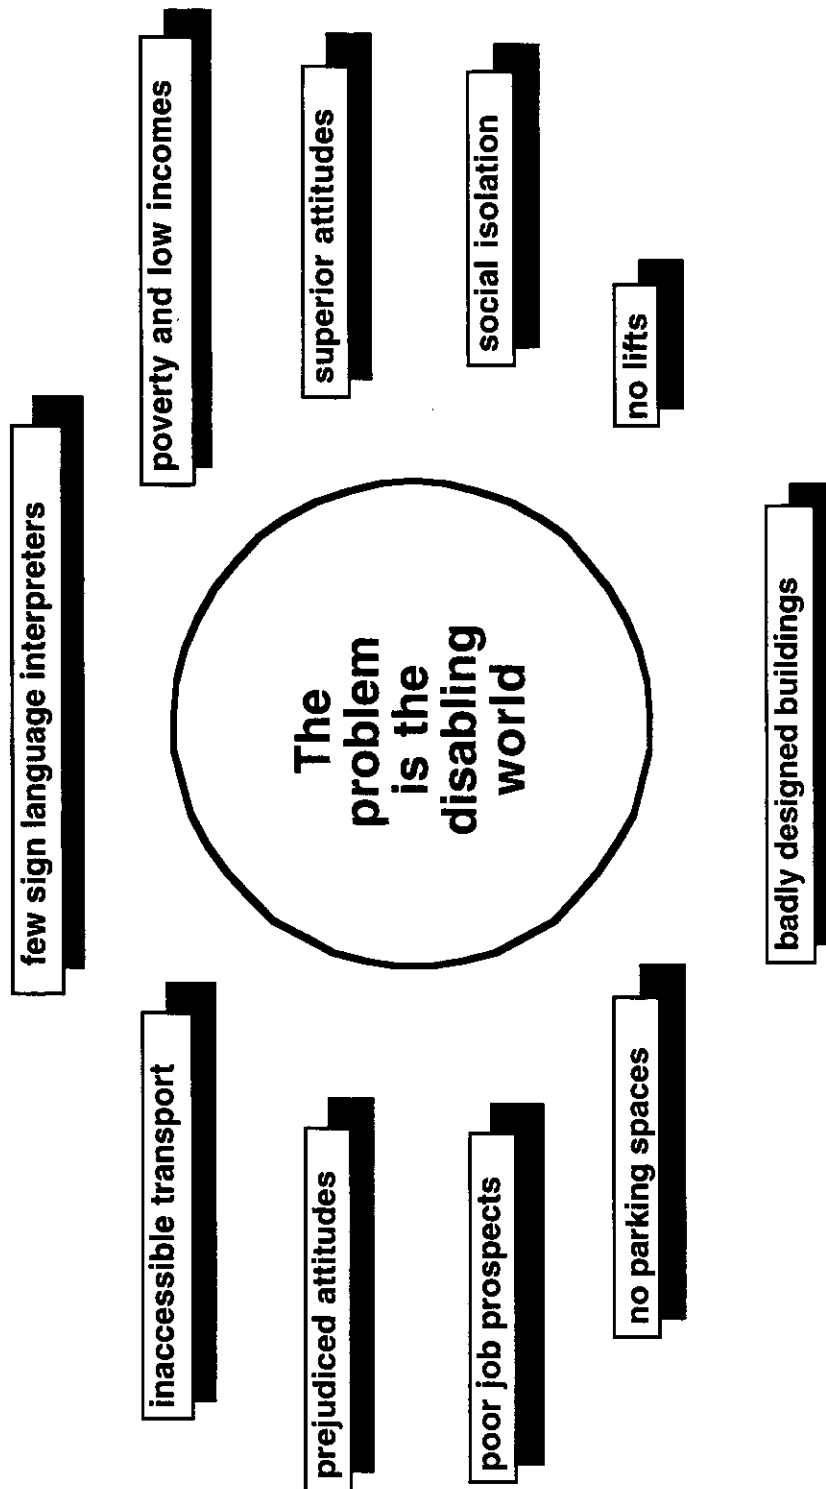 few sign language interpreters
inaccessible transport
poverty and low incomes
prejudiced attitudes
superior attitudes
The
problem
is the
disabling
world
poor job prospects
social isolation
no parking spaces
no lifts
badly designed buildings